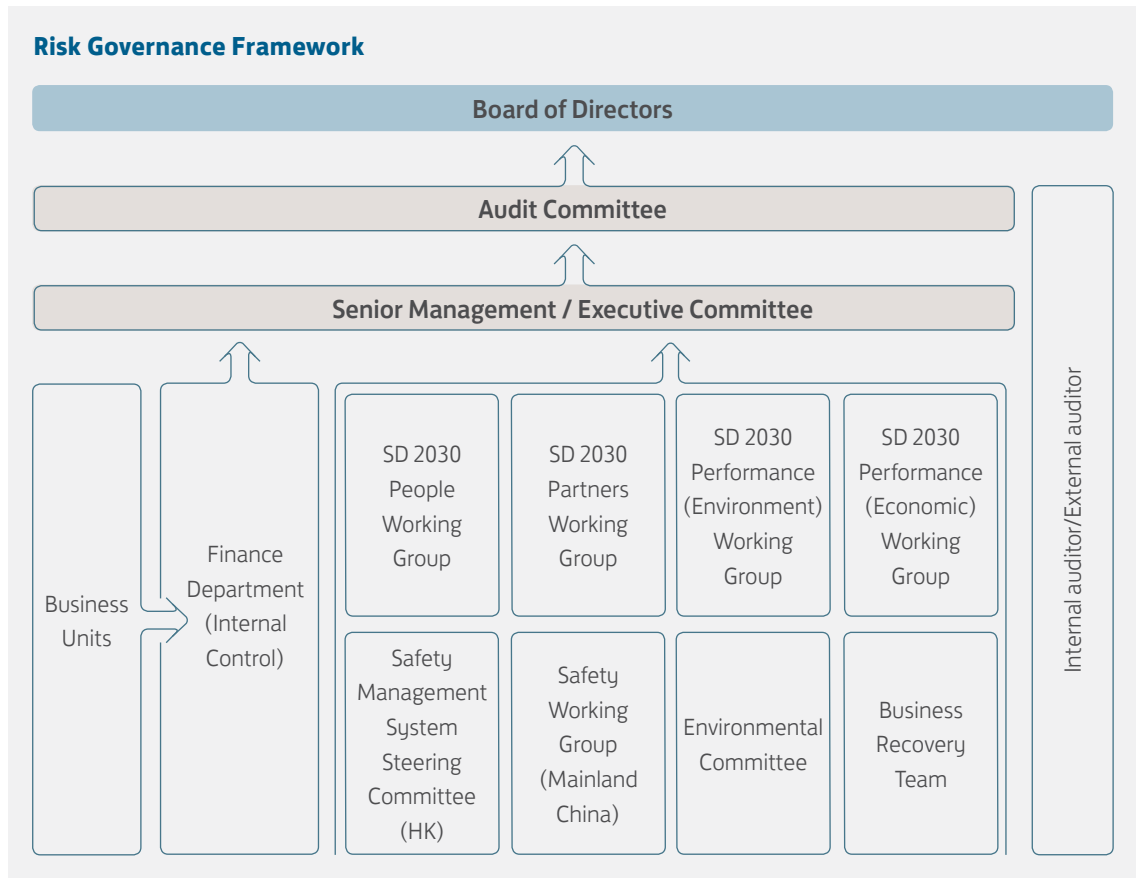 Risk Governance Framework
Board of Directors
Audit Committee
Senior Management / Executive Committee
Business
Units
Finance
Department
(Internal
Control)
SD 2030
People
Working
Group
SD 2030
Partners
Working
Group
SD 2030
Performance
(Environment)
Working
Group
SD 2030
Performance
(Economic)
Working
Group
Safety
Management
System
Steering
Committee
(HK)
Safety
Working
Group
(Mainland
China)
Environmental
Committee
Business
Recovery
Team
Internal auditor/External auditor